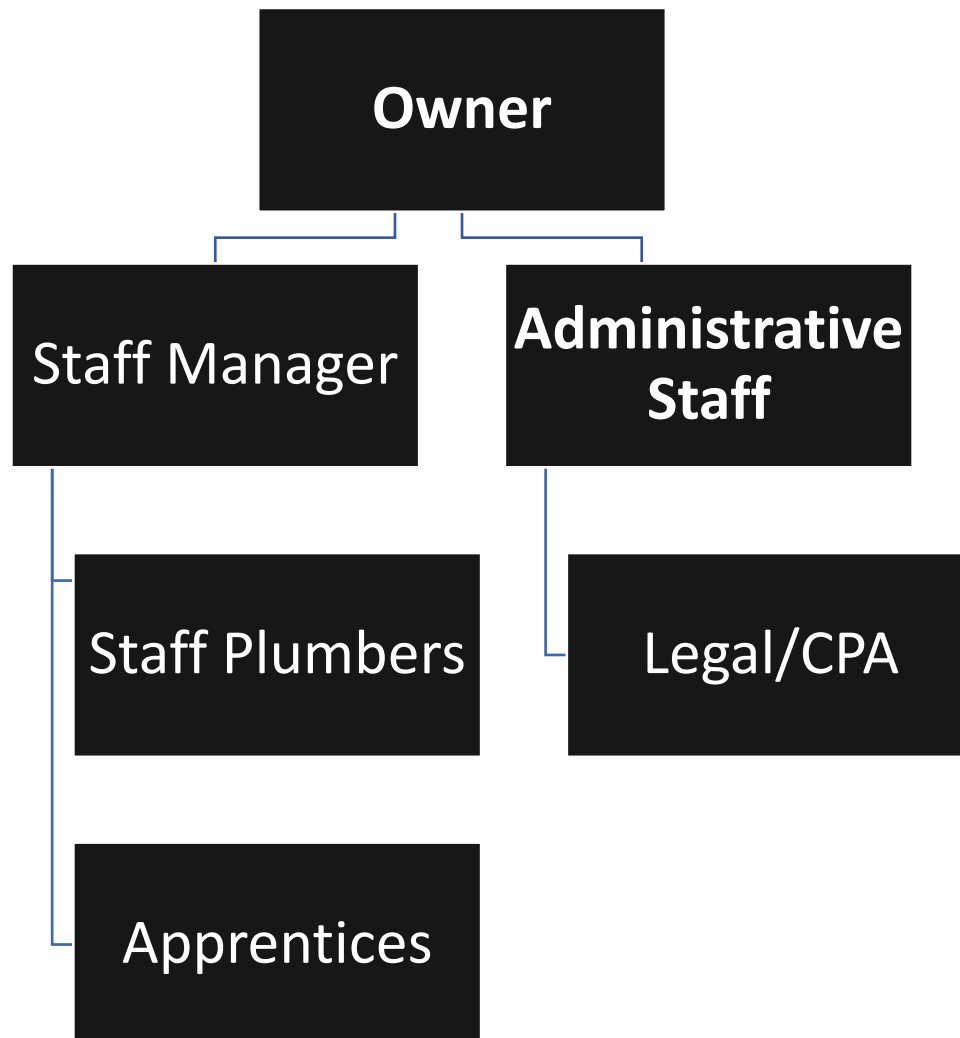 Owner
Staff Manager
Administrative
Staff
Staff Plumbers
Legal/CPA
Apprentices